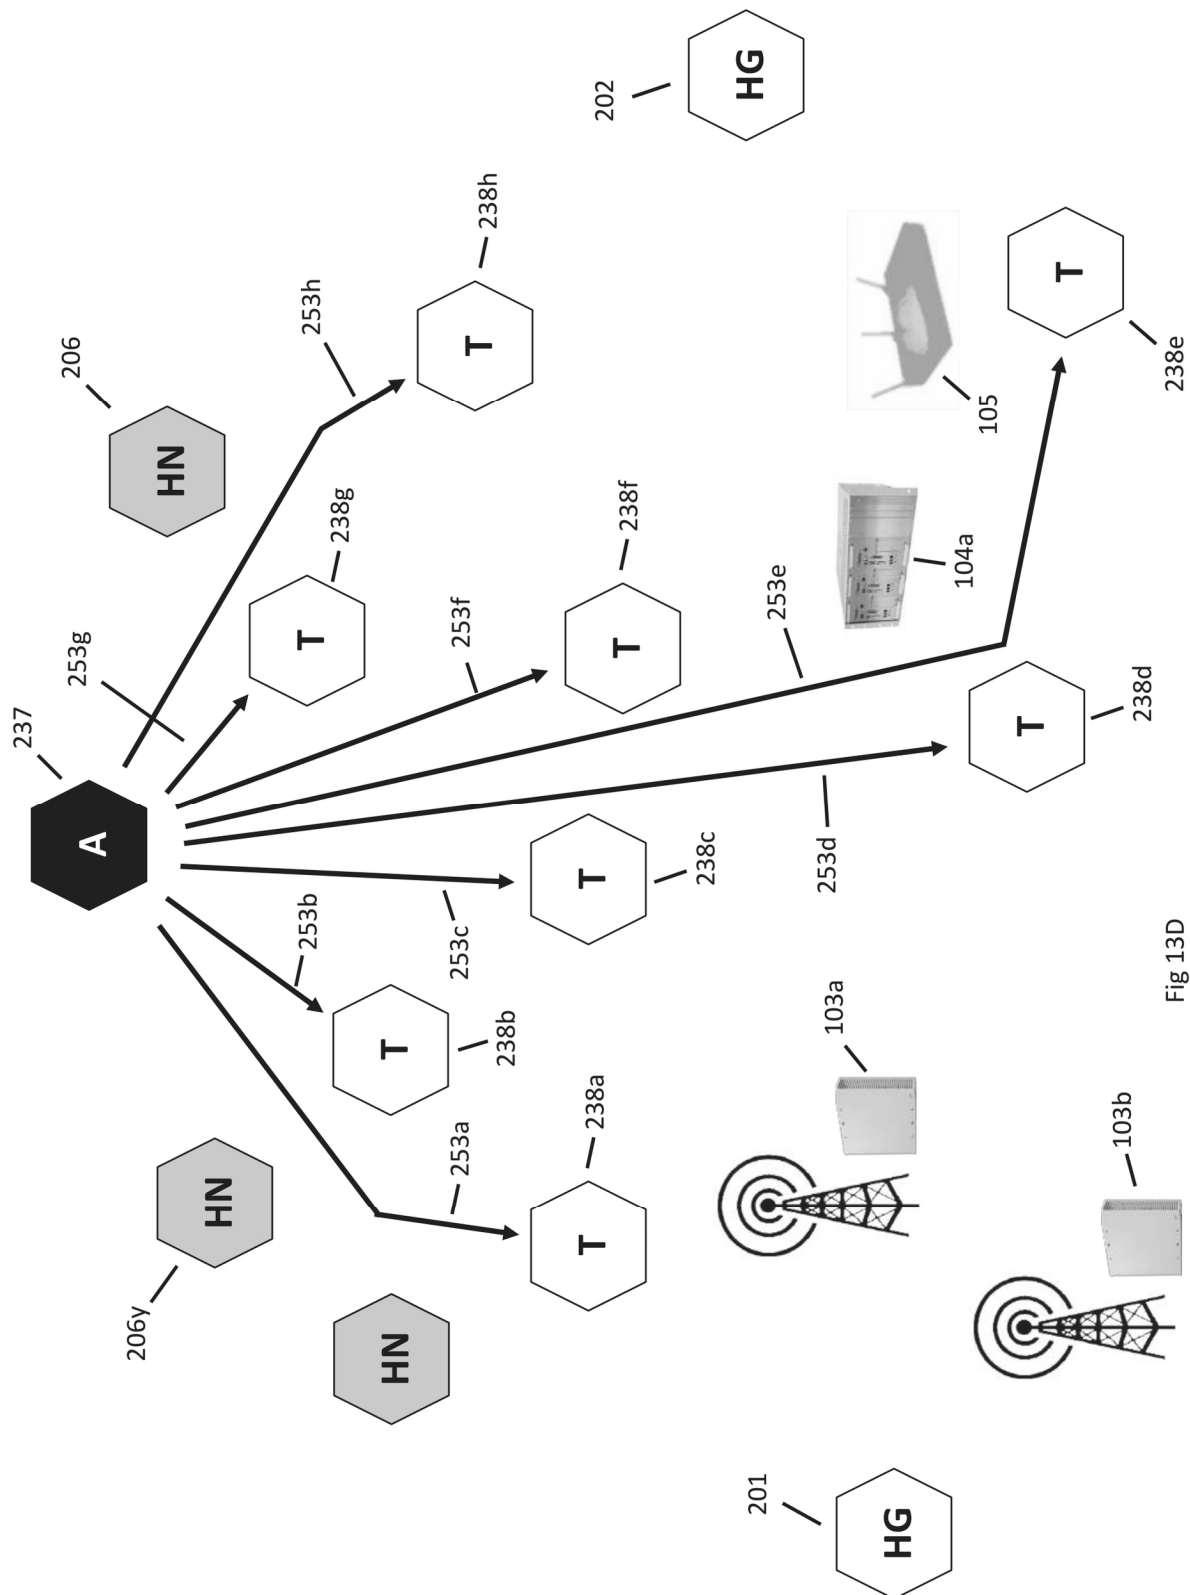 237
A
253g
206
HN
253h
238h
T
202
HG
238g
T
253f
238f
T
253e
104a
105
238e
T
238d
T
253d
238c
T
253c
253b
238b
T
206y
HN
HN
253a
238a
T
103a
103b
201
HG
Fig 13D